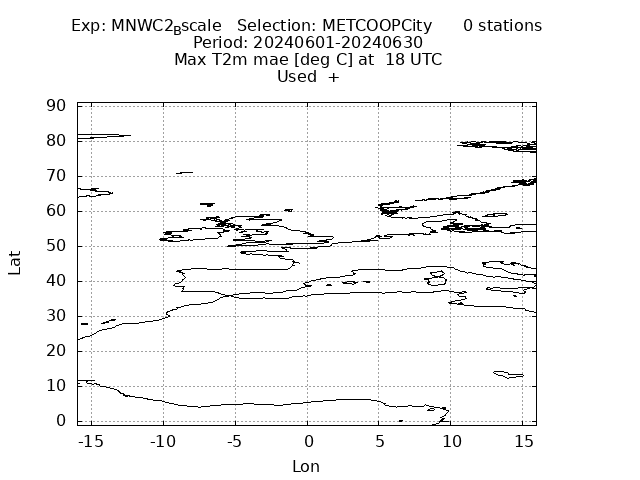 Exp: MNWC2_Bscale   Selection: METCOOPCity      0 stations
Period: 20240601-20240630
Max T2m mae [deg C] at  18 UTC
Used  +
90
80
70
60
50
40
30
20
10
0
Lat
-15 -10 -5 0 5 10 15
Lon